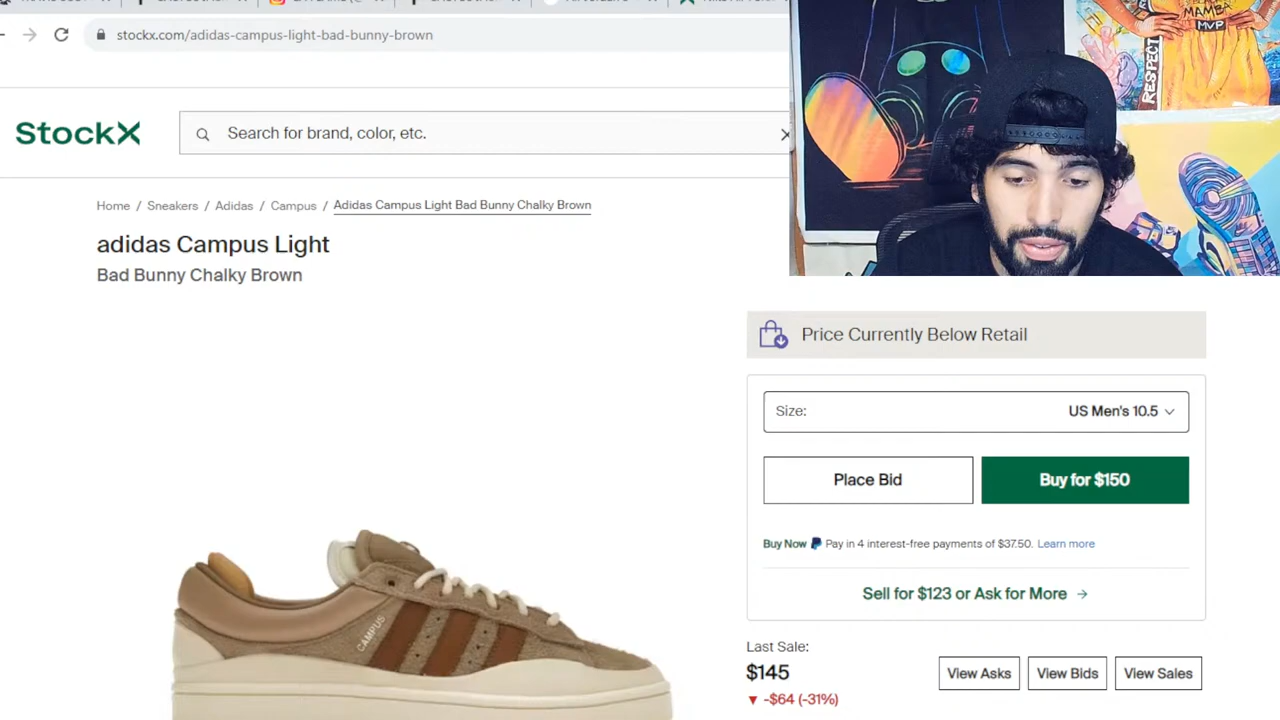 stockx.com/adidas-campus-light-bad-bunny-brown
StockX
Search for brand, color, etc.
Home / Sneakers / Adidas / Campus / Adidas Campus Light Bad Bunny Chalky Brown
adidas Campus Light
Bad Bunny Chalky Brown
RESPECT
MAMBA
MVP
Price Currently Below Retail
Size: US Men's 10.5
Place Bid
Buy for $150
Buy Now Pay in 4 interest-free payments of $37.50. Learn more
Sell for $123 or Ask for More →
Last Sale:
$145
▼ -$64 (-31%)
View Asks
View Bids
View Sales
CAMPUS